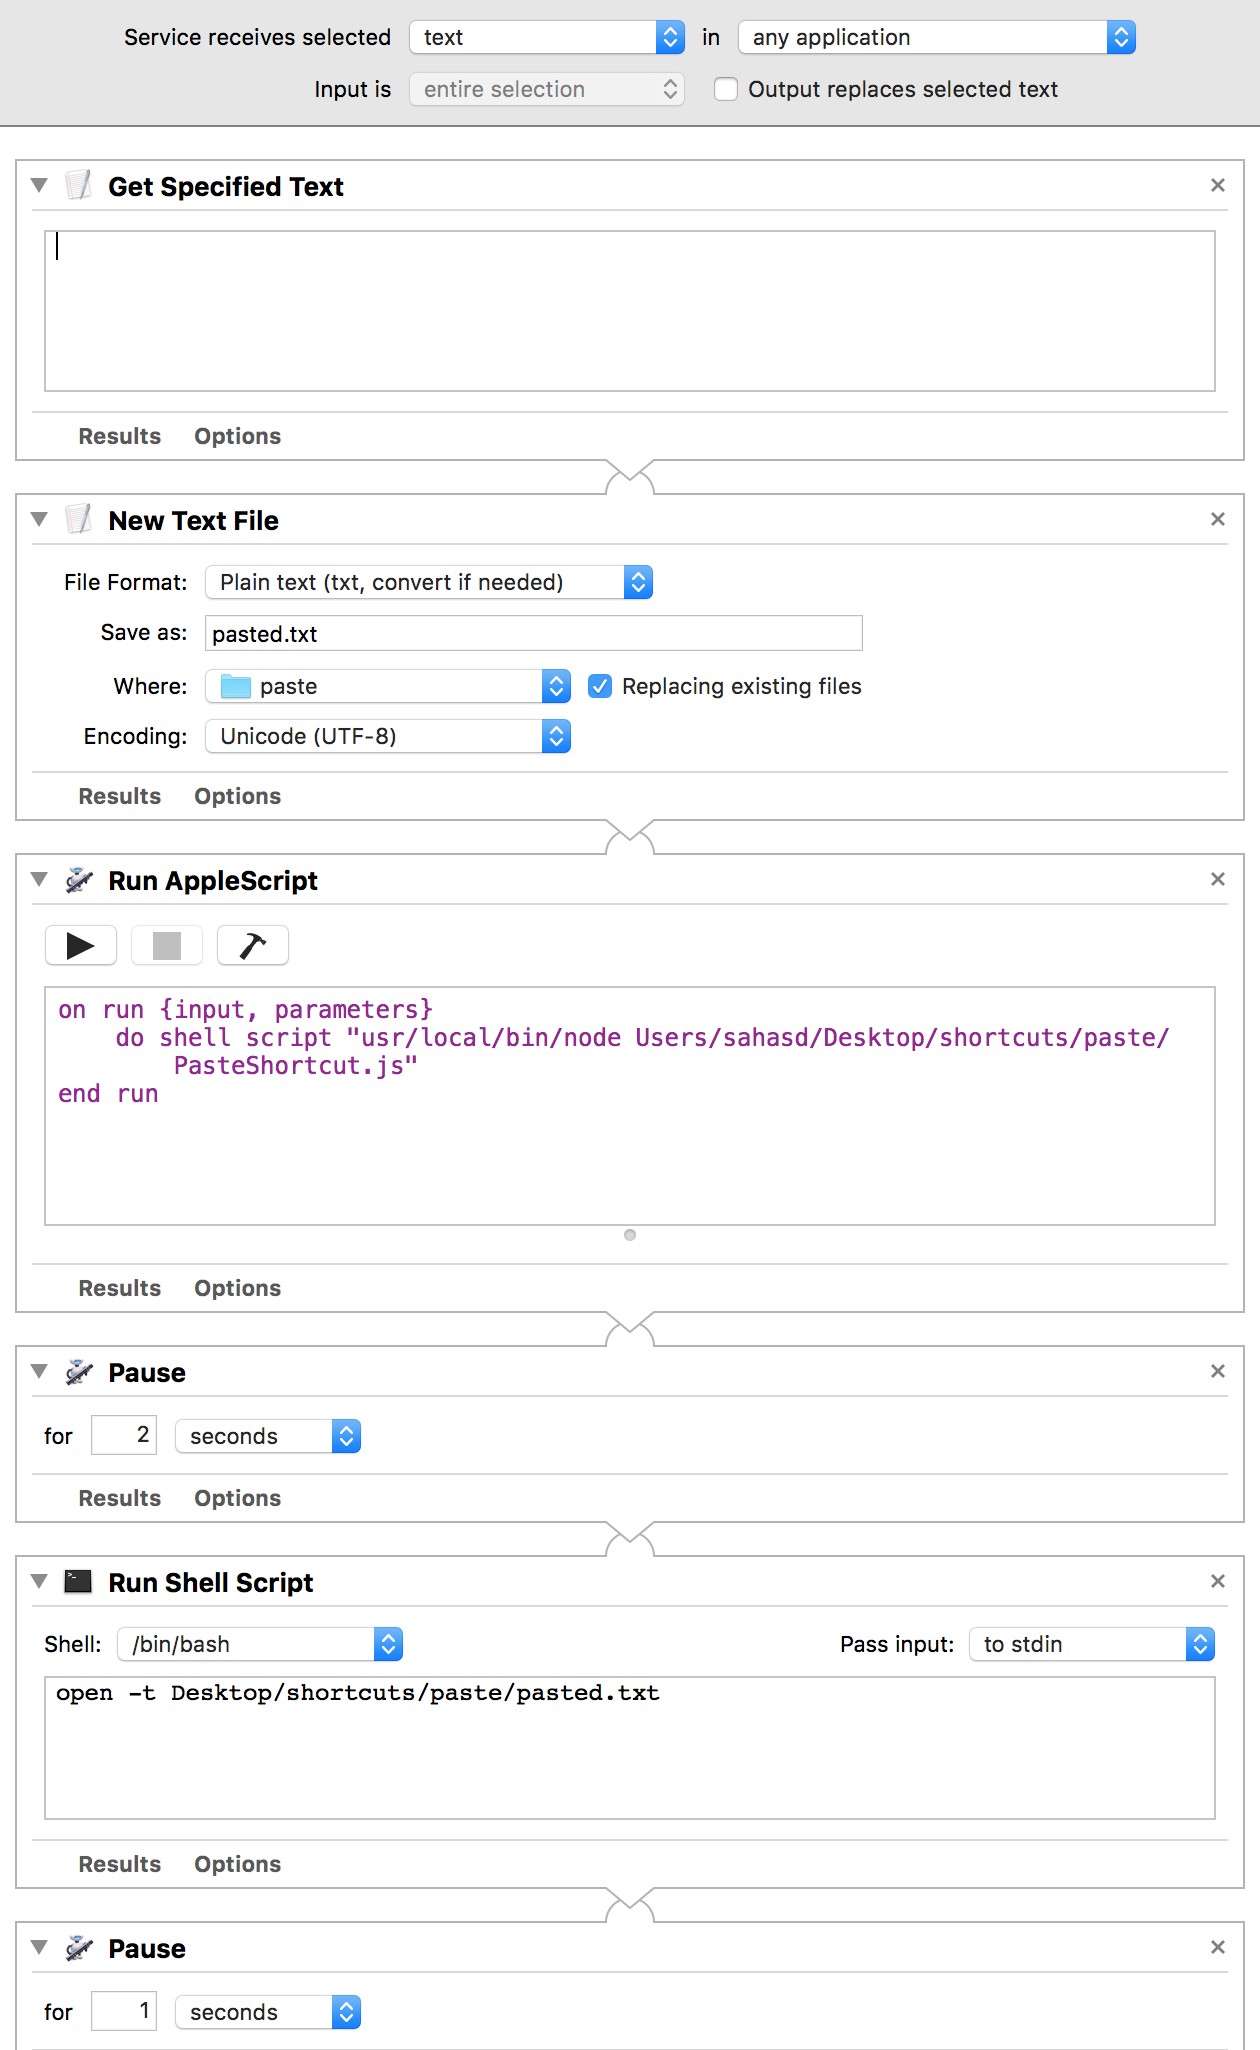 Service receives selected text in any application
Input is entire selection Output replaces selected text
Get Specified Text
Results Options
New Text File
File Format: Plain text (txt, convert if needed)
Save as: pasted.txt
Where: paste Replacing existing files
Encoding: Unicode (UTF-8)
Results Options
Run AppleScript
on run {input, parameters}
do shell script "usr/local/bin/node Users/sahasd/Desktop/shortcuts/paste/
PasteShortcut.js"
end run
Results Options
Pause
for 2 seconds
Results Options
Run Shell Script
Shell: /bin/bash Pass input: to stdin
open -t Desktop/shortcuts/paste/pasted.txt
Results Options
Pause
for 1 seconds